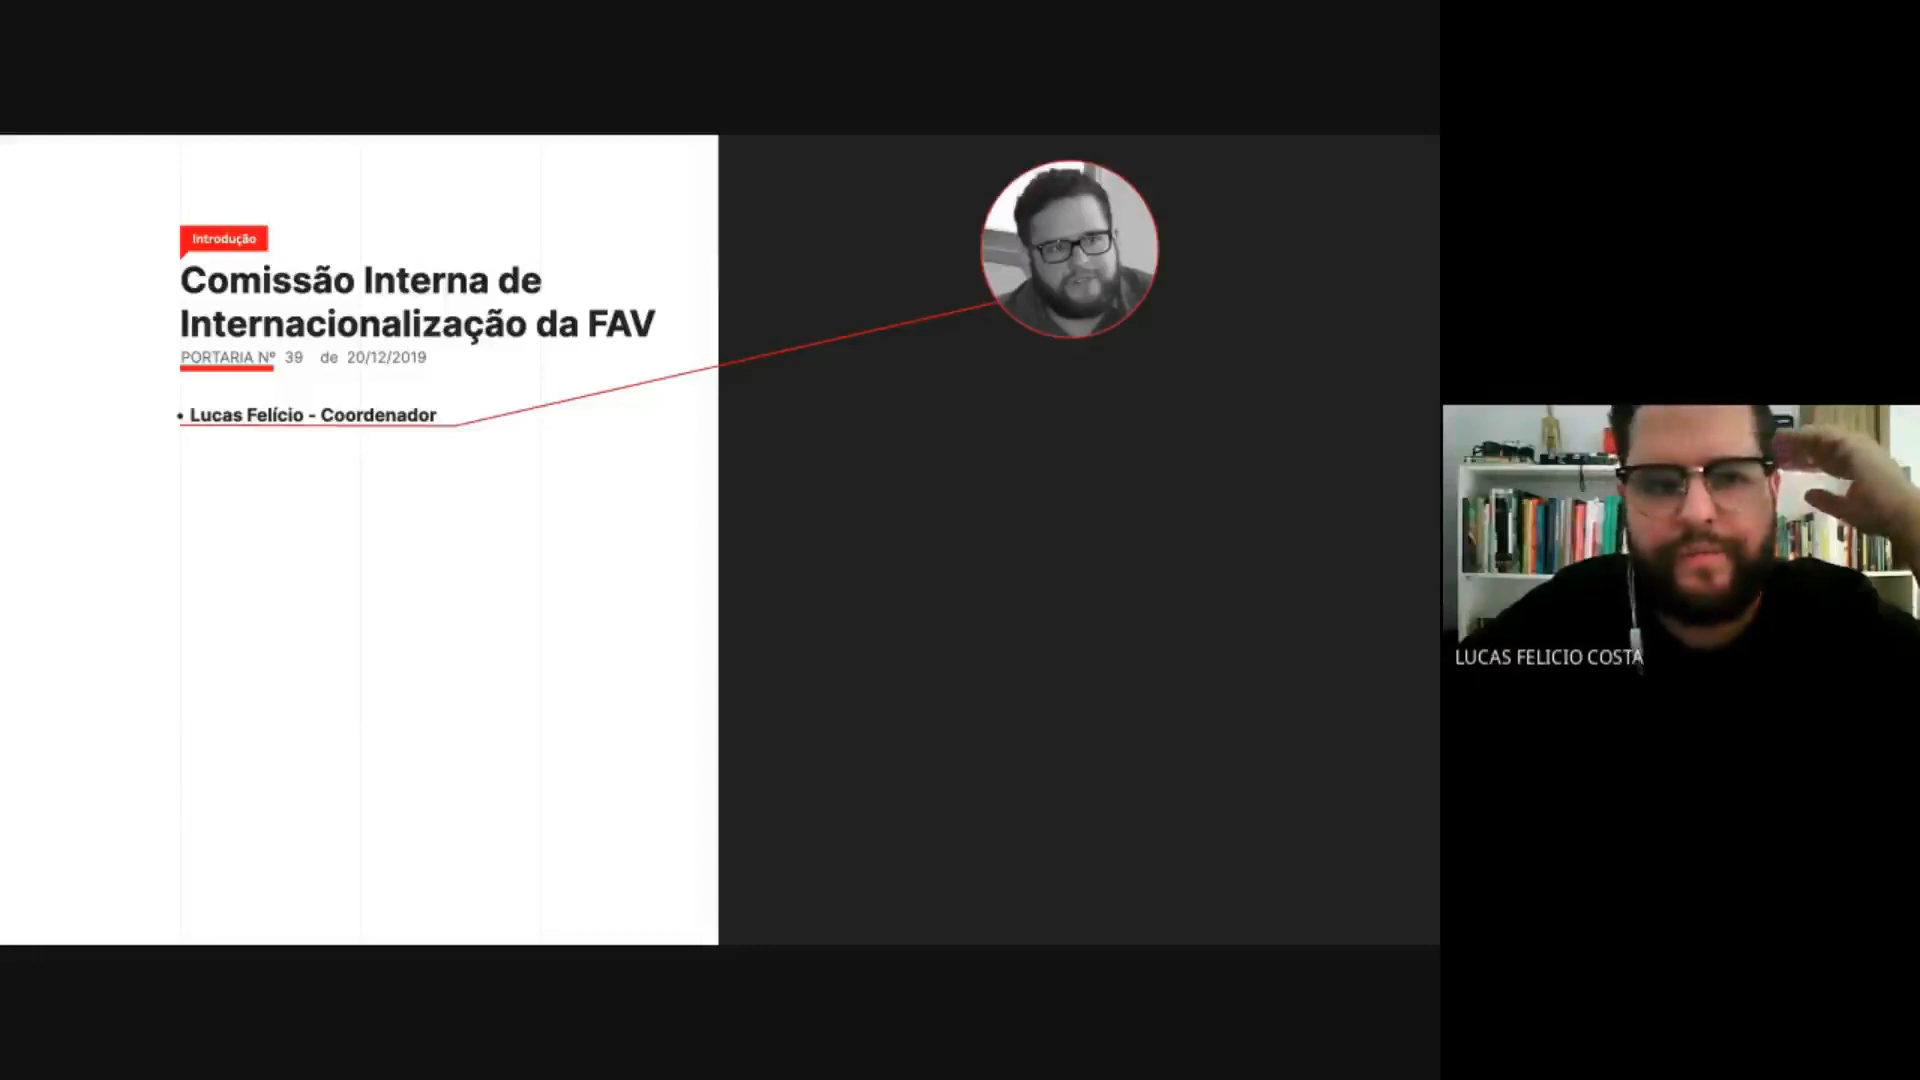 Introdução
Comissão Interna de
Internacionalização da FAV
PORTARIA Nº 39 de 20/12/2019
• Lucas Felício - Coordenador
LUCAS FELICIO COSTA